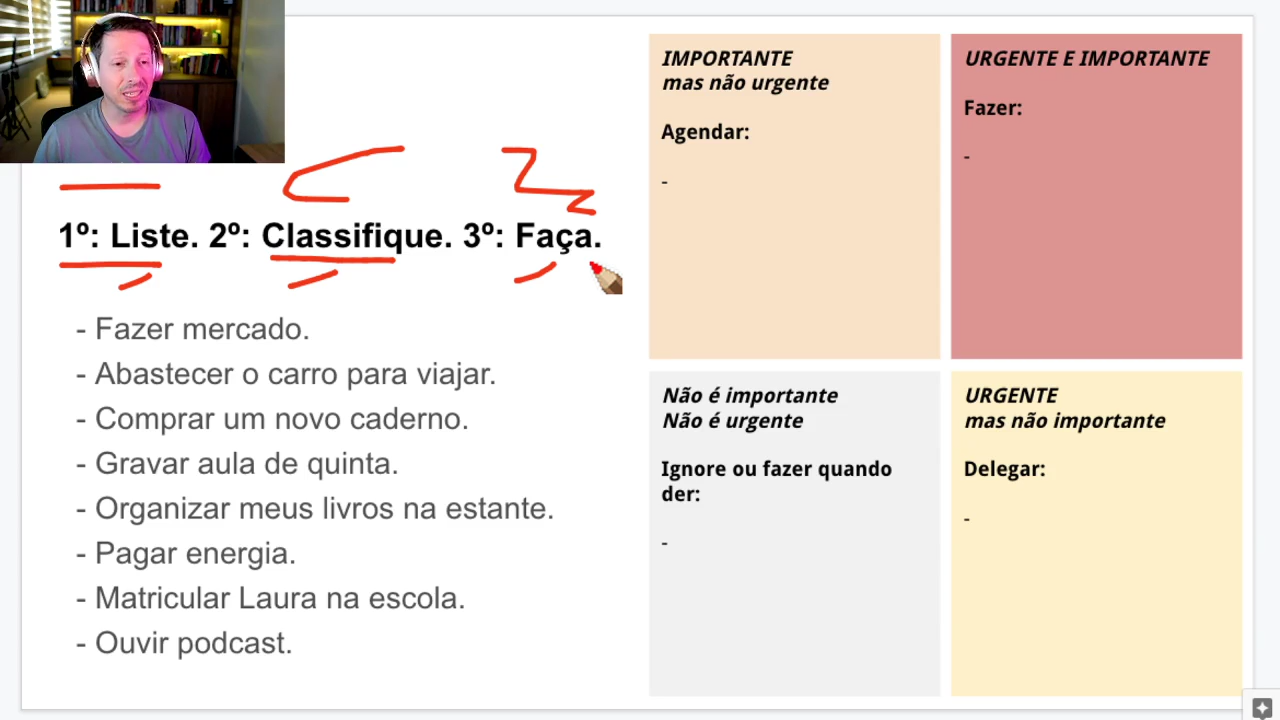 1º: Liste. 2º: Classifique. 3º: Faça.
- Fazer mercado.
- Abastecer o carro para viajar.
- Comprar um novo caderno.
- Gravar aula de quinta.
- Organizar meus livros na estante.
- Pagar energia.
- Matricular Laura na escola.
- Ouvir podcast.
IMPORTANTE
mas não urgente
Agendar:
-
URGENTE E IMPORTANTE
Fazer:
-
Não é importante
Não é urgente
Ignore ou fazer quando
der:
-
URGENTE
mas não importante
Delegar:
-